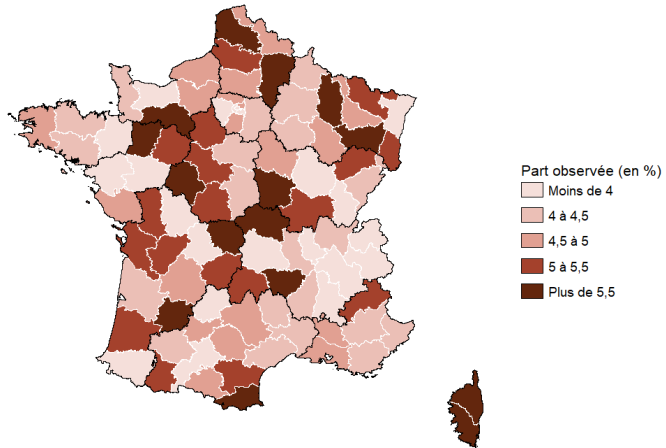 Part observée (en %)
Moins de 4
4 à 4,5
4,5 à 5
5 à 5,5
Plus de 5,5